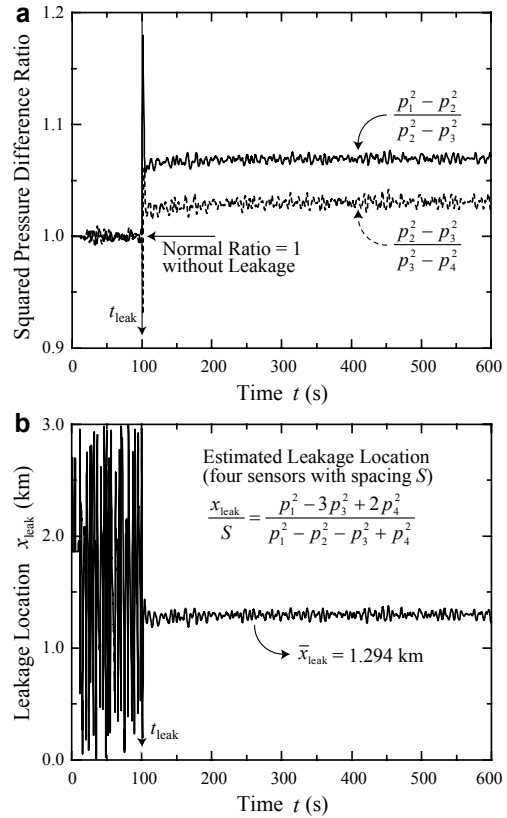 a
1.2
1.1
1.0
0.9
Squared Pressure Difference Ratio
p₁² − p₂²
p₂² − p₃²
p₂² − p₃²
p₃² − p₄²
Normal Ratio = 1
without Leakage
t_leak
0 100 200 300 400 500 600
Time t (s)
b
3.0
2.0
1.0
0.0
Leakage Location x_leak (km)
Estimated Leakage Location
(four sensors with spacing S)
x_leak / S = (p₁² − 3p₃² + 2p₄²) / (p₁² − p₂² − p₃² + p₄²)
x̄_leak = 1.294 km
t_leak
0 100 200 300 400 500 600
Time t (s)